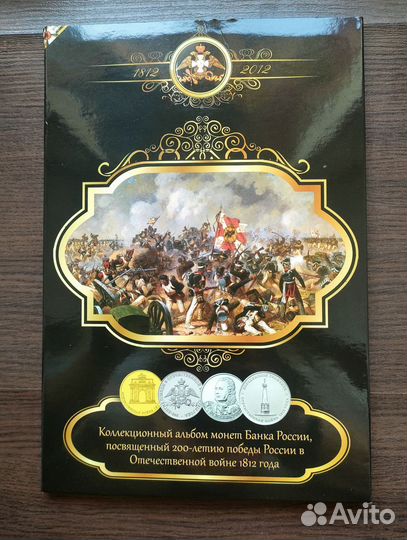 1812 2012
Коллекционный альбом монет Банка России,
посвященный 200-летию победы России в
Отечественной войне 1812 года
Avito